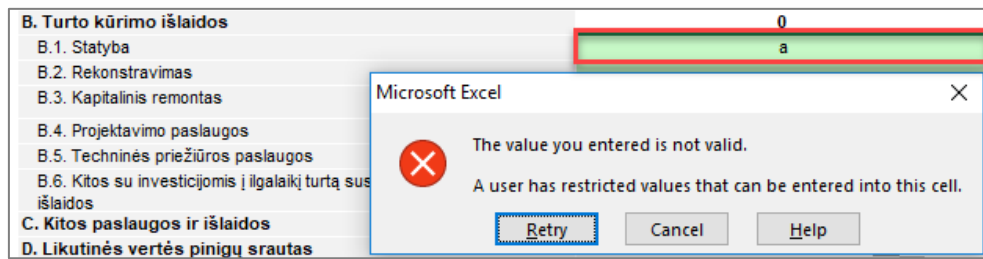 B. Turto kūrimo išlaidos 0
B.1. Statyba a
B.2. Rekonstravimas
B.3. Kapitalinis remontas
B.4. Projektavimo paslaugos
B.5. Techninės priežiūros paslaugos
B.6. Kitos su investicijomis į ilgalaikį turtą sus
išlaidos
C. Kitos paslaugos ir išlaidos
D. Likutinės vertės pinigų srautas
Microsoft Excel
The value you entered is not valid.
A user has restricted values that can be entered into this cell.
Retry Cancel Help